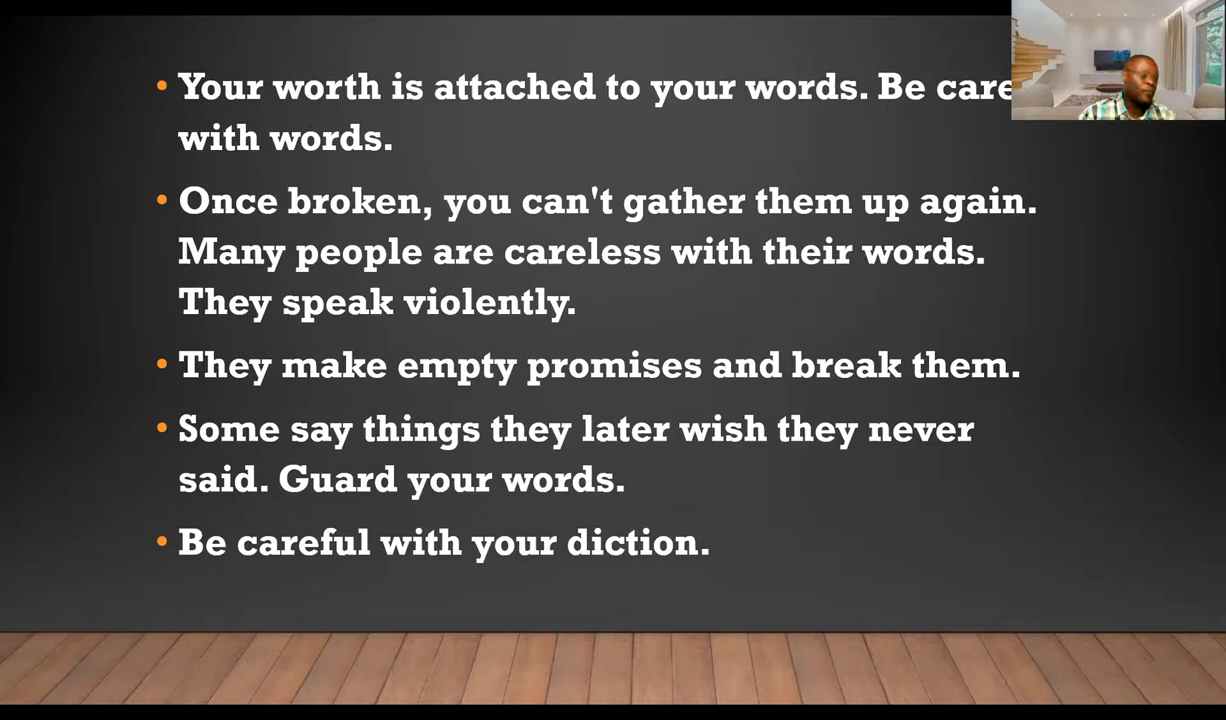 • Your worth is attached to your words. Be
with words.
• Once broken, you can't gather them up again.
Many people are careless with their words.
They speak violently.
• They make empty promises and break them.
• Some say things they later wish they never
said. Guard your words.
• Be careful with your diction.